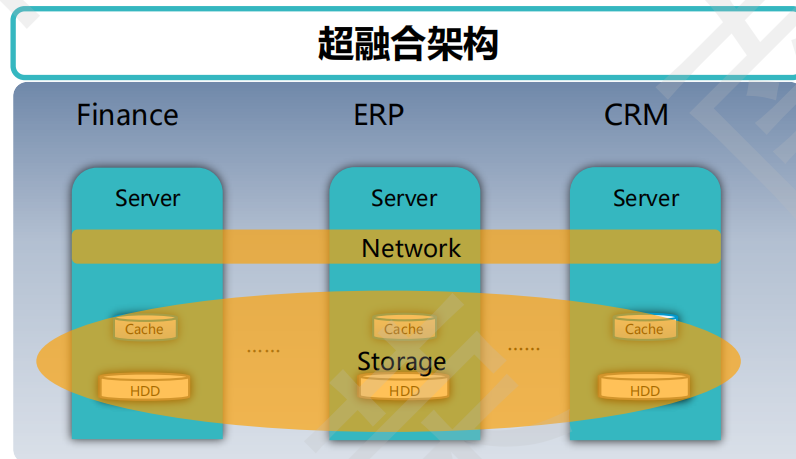 超融合架构
Finance ERP CRM
Server Server Server
Network
Cache Cache Cache
...... ......
Storage
HDD HDD HDD